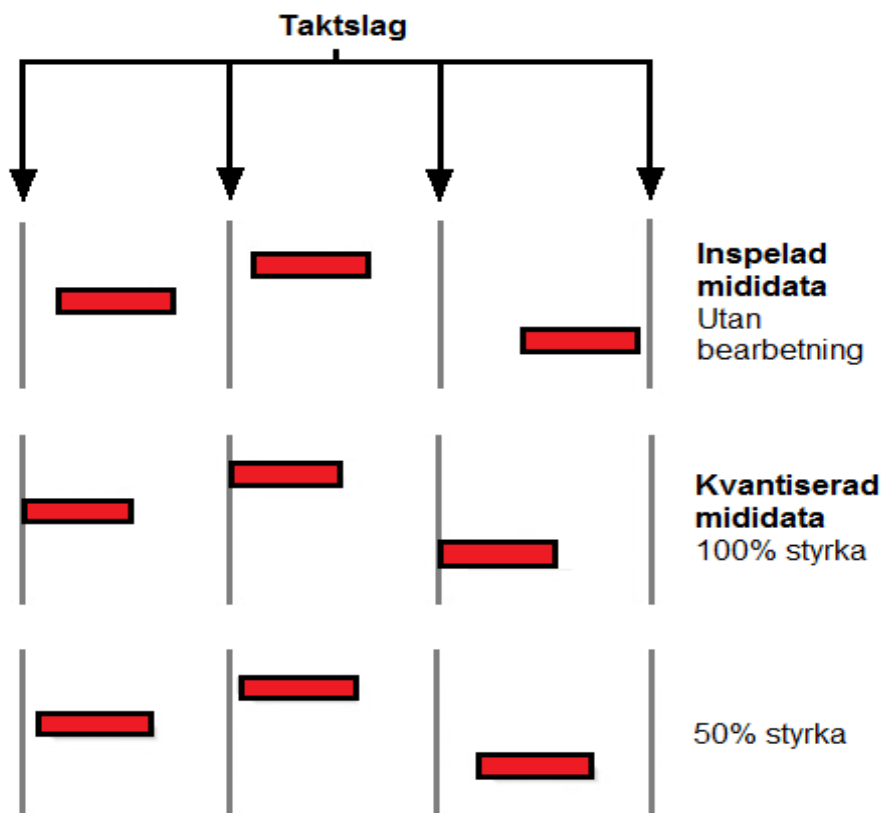 Taktslag
Inspelad
mididata
Utan
bearbetning
Kvantiserad
mididata
100% styrka
50% styrka